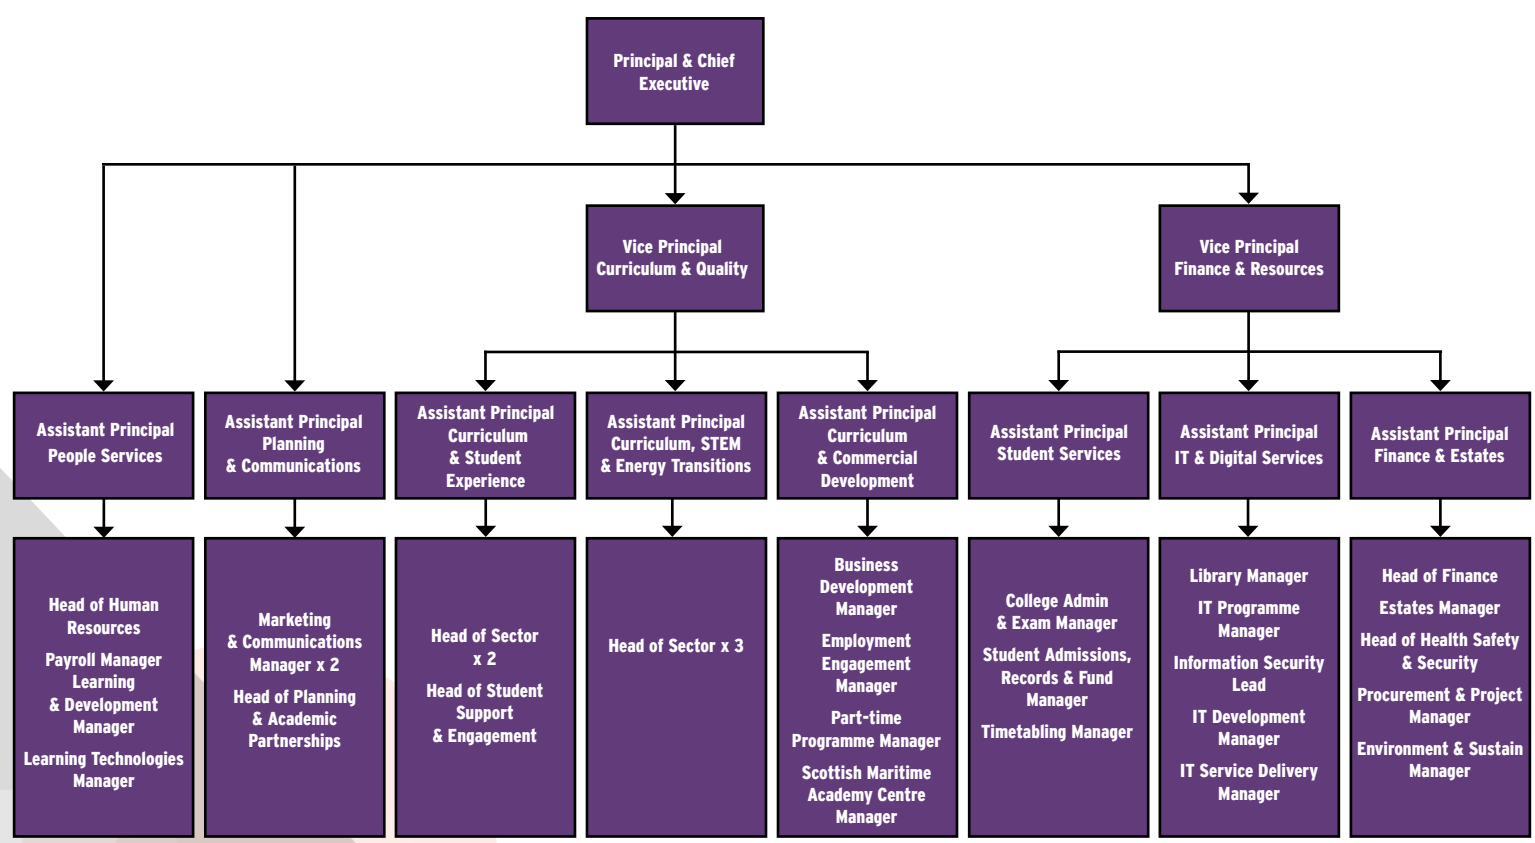 Principal & Chief
Executive
Vice Principal
Curriculum & Quality
Vice Principal
Finance & Resources
Assistant Principal
People Services
Assistant Principal
Planning
& Communications
Assistant Principal
Curriculum
& Student
Experience
Assistant Principal
Curriculum, STEM
& Energy Transitions
Assistant Principal
Curriculum
& Commercial
Development
Assistant Principal
Student Services
Assistant Principal
IT & Digital Services
Assistant Principal
Finance & Estates
Head of Human
Resources
Payroll Manager
Learning
& Development
Manager
Learning Technologies
Manager
Marketing
& Communications
Manager x 2
Head of Planning
& Academic
Partnerships
Head of Sector
x 2
Head of Student
Support
& Engagement
Head of Sector x 3
Business
Development
Manager
Employment
Engagement
Manager
Part-time
Programme Manager
Scottish Maritime
Academy Centre
Manager
College Admin
& Exam Manager
Student Admissions,
Records & Fund
Manager
Timetabling Manager
Library Manager
IT Programme
Manager
Information Security
Lead
IT Development
Manager
IT Service Delivery
Manager
Head of Finance
Estates Manager
Head of Health Safety
& Security
Procurement & Project
Manager
Environment & Sustain
Manager